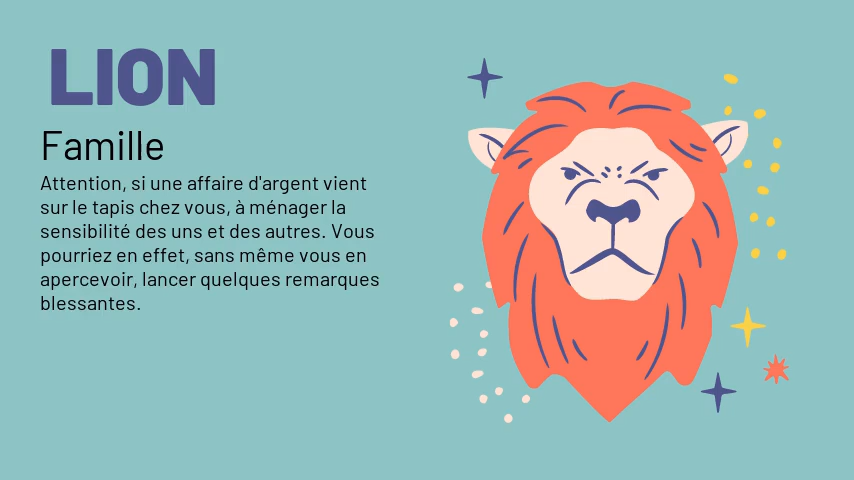 LION
Famille
Attention, si une affaire d'argent vient
sur le tapis chez vous, à ménager la
sensibilité des uns et des autres. Vous
pourriez en effet, sans même vous en
apercevoir, lancer quelques remarques
blessantes.